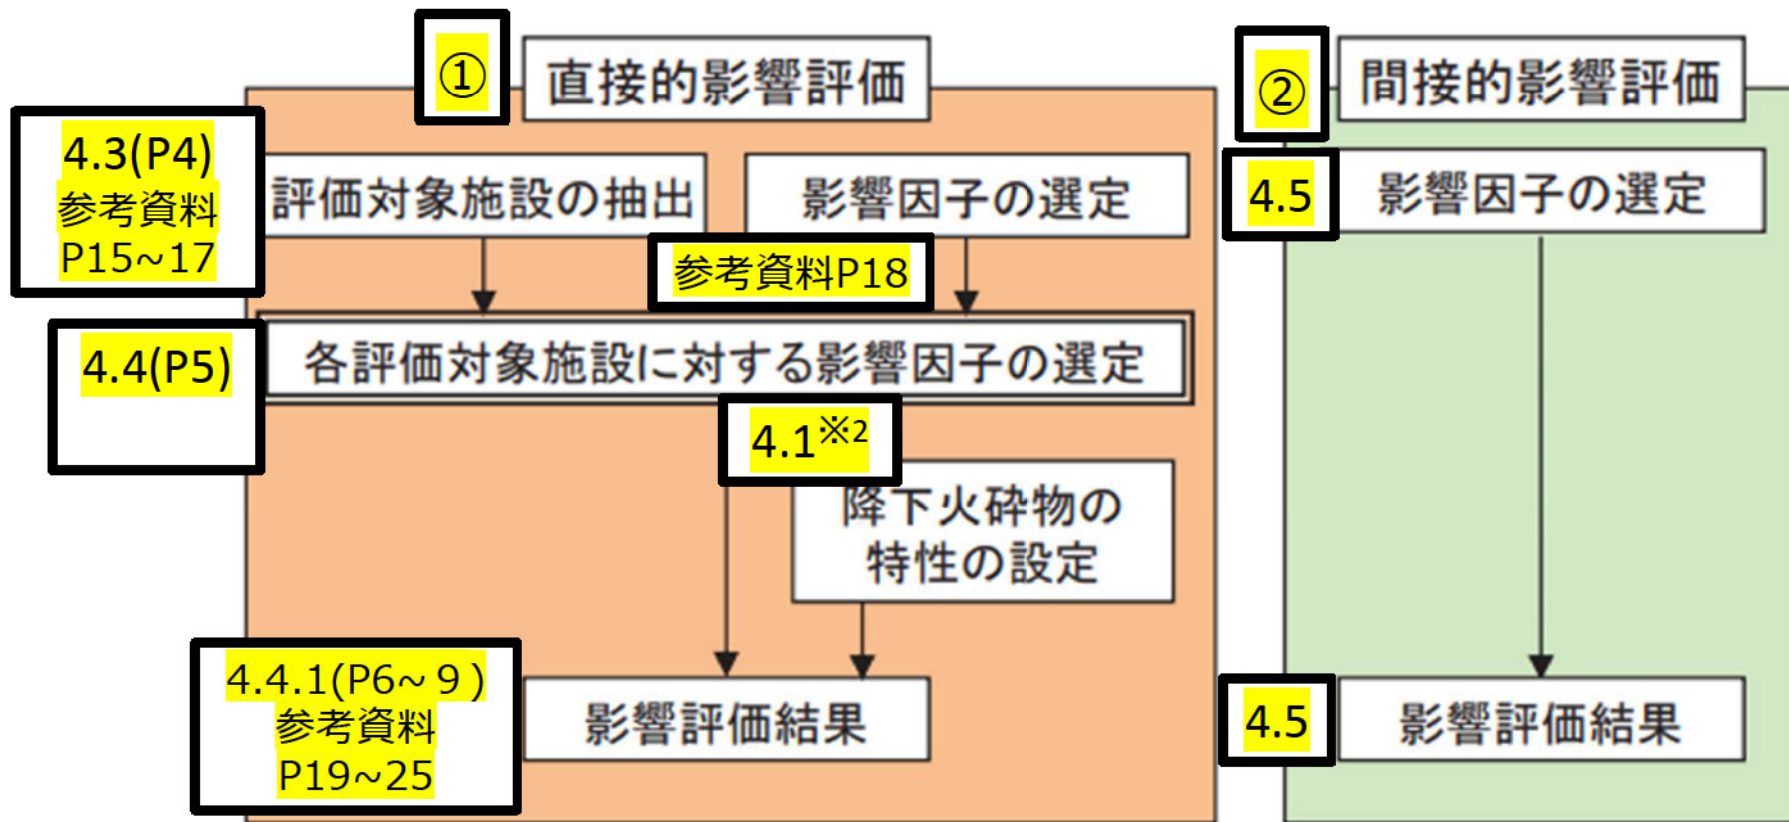 ①
直接的影響評価
4.3(P4)
参考資料
P15~17
評価対象施設の抽出
影響因子の選定
参考資料P18
4.4(P5)
各評価対象施設に対する影響因子の選定
4.1※2
降下火砕物の
特性の設定
4.4.1(P6~９)
参考資料
P19~25
影響評価結果
②
間接的影響評価
4.5
影響因子の選定
4.5
影響評価結果